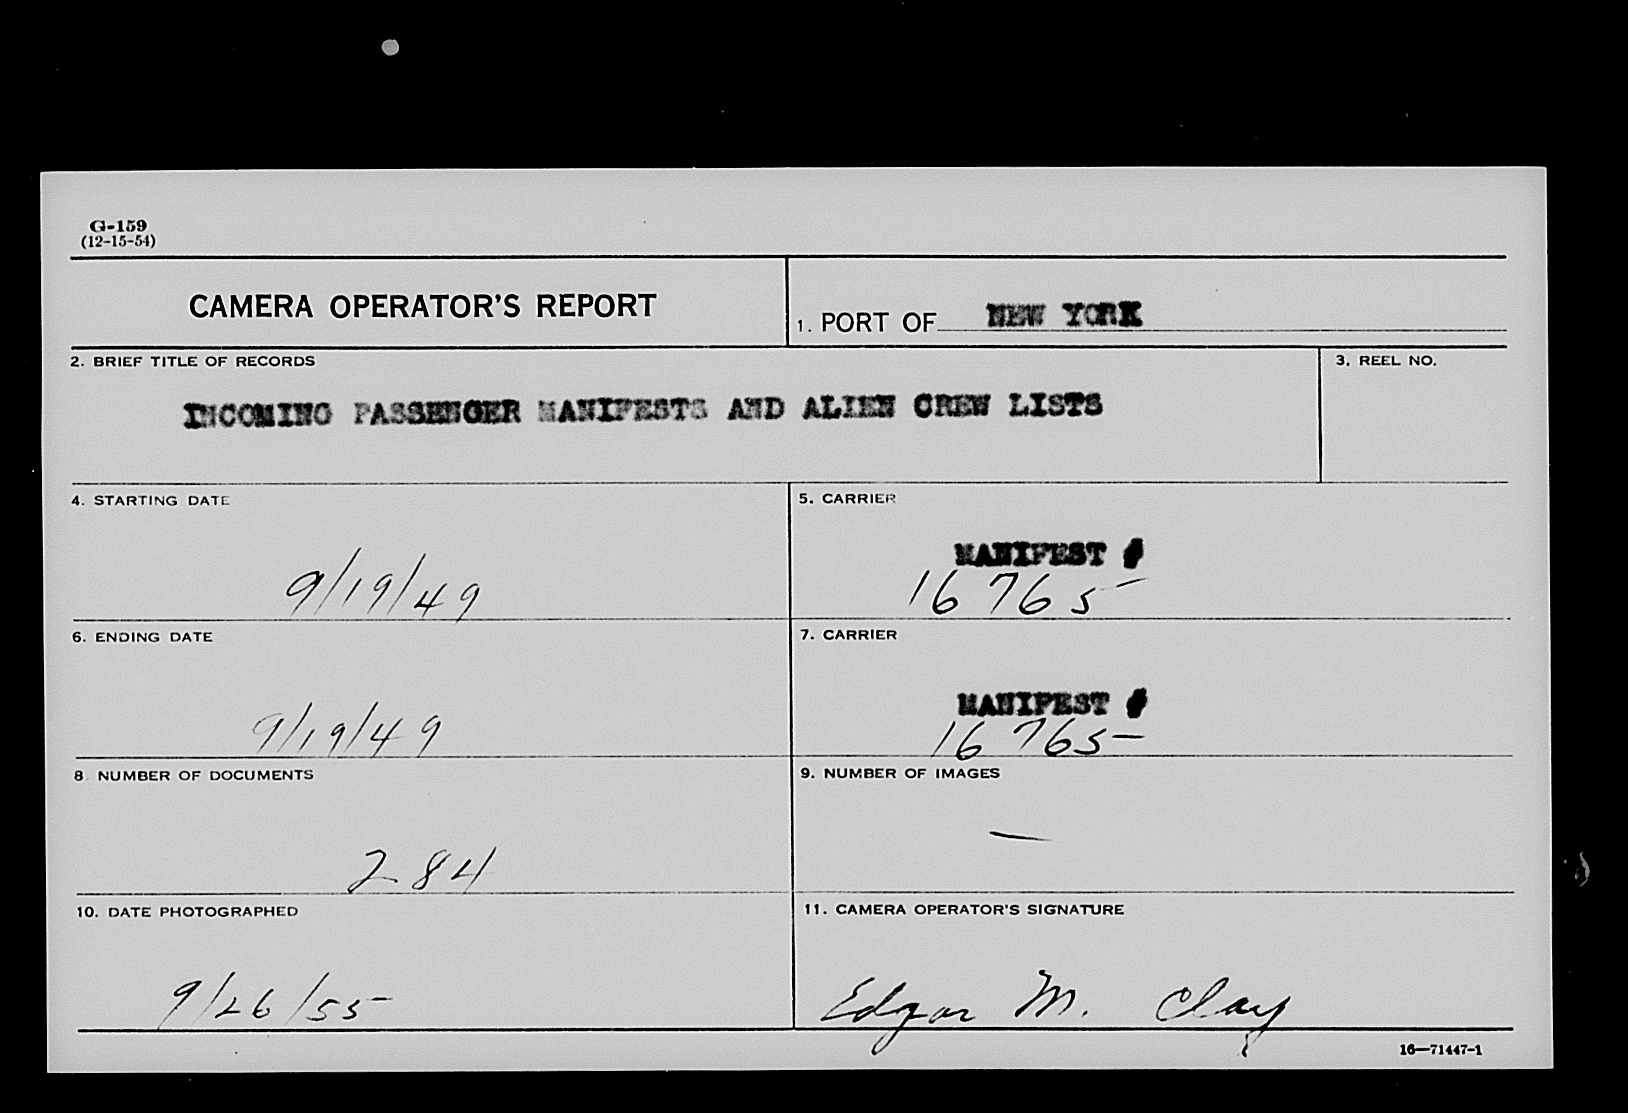 G-159
(12-15-54)
CAMERA OPERATOR'S REPORT
1. PORT OF NEW YORK
2. BRIEF TITLE OF RECORDS
3. REEL NO.
INCOMING PASSENGER MANIFESTS AND ALIEN CREW LISTS
4. STARTING DATE
9/19/49
5. CARRIER
MANIFEST #
16765
6. ENDING DATE
9/19/49
7. CARRIER
MANIFEST #
16765
8. NUMBER OF DOCUMENTS
284
9. NUMBER OF IMAGES
—
10. DATE PHOTOGRAPHED
9/26/55
11. CAMERA OPERATOR'S SIGNATURE
Edgar M. Clay
16—71447-1